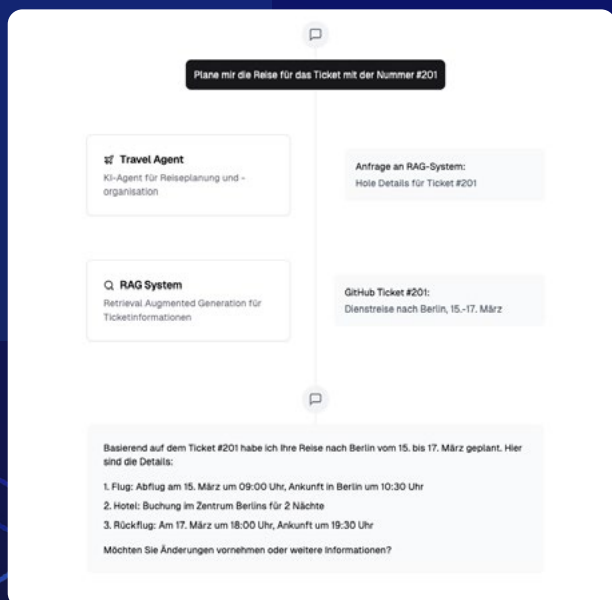 Plane mir die Reise für das Ticket mit der Nummer #201
Travel Agent
KI-Agent für Reiseplanung und -
organisation
Anfrage an RAG-System:
Hole Details für Ticket #201
RAG System
Retrieval Augmented Generation für
Ticketinformationen
GitHub Ticket #201:
Dienstreise nach Berlin, 15.-17. März
Basierend auf dem Ticket #201 habe ich Ihre Reise nach Berlin vom 15. bis 17. März geplant. Hier
sind die Details:
1. Flug: Abflug am 15. März um 09:00 Uhr, Ankunft in Berlin um 10:30 Uhr
2. Hotel: Buchung im Zentrum Berlins für 2 Nächte
3. Rückflug: Am 17. März um 18:00 Uhr, Ankunft um 19:30 Uhr
Möchten Sie Änderungen vornehmen oder weitere Informationen?